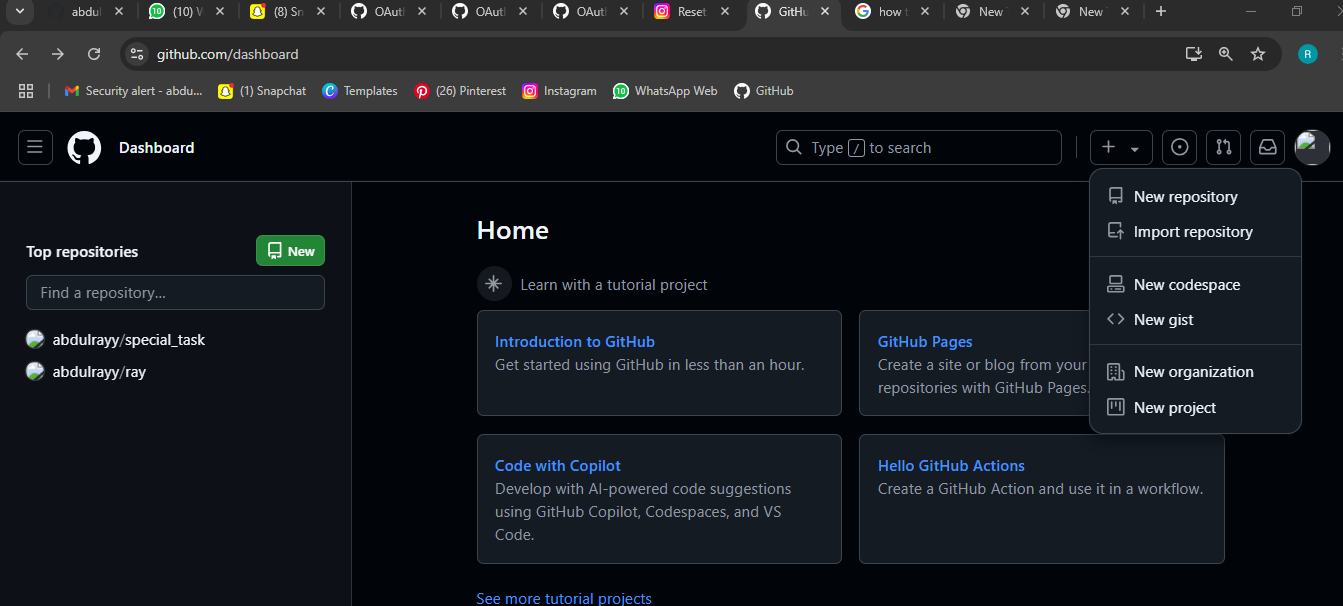 abdul
(10) W
(8) Sn
OAuth
OAuth
OAuth
Reset
GitHu
how t
New
New
github.com/dashboard
R
Security alert - abdu...
(1) Snapchat
Templates
(26) Pinterest
Instagram
10
WhatsApp Web
GitHub
Dashboard
Type / to search
New repository
Import repository
New codespace
New gist
New organization
New project
Top repositories
New
Find a repository...
abdulrayy/special_task
abdulrayy/ray
Home
Learn with a tutorial project
Introduction to GitHub
Get started using GitHub in less than an hour.
GitHub Pages
Create a site or blog from your
repositories with GitHub Pages.
Code with Copilot
Develop with AI-powered code suggestions
using GitHub Copilot, Codespaces, and VS
Code.
Hello GitHub Actions
Create a GitHub Action and use it in a workflow.
See more tutorial projects